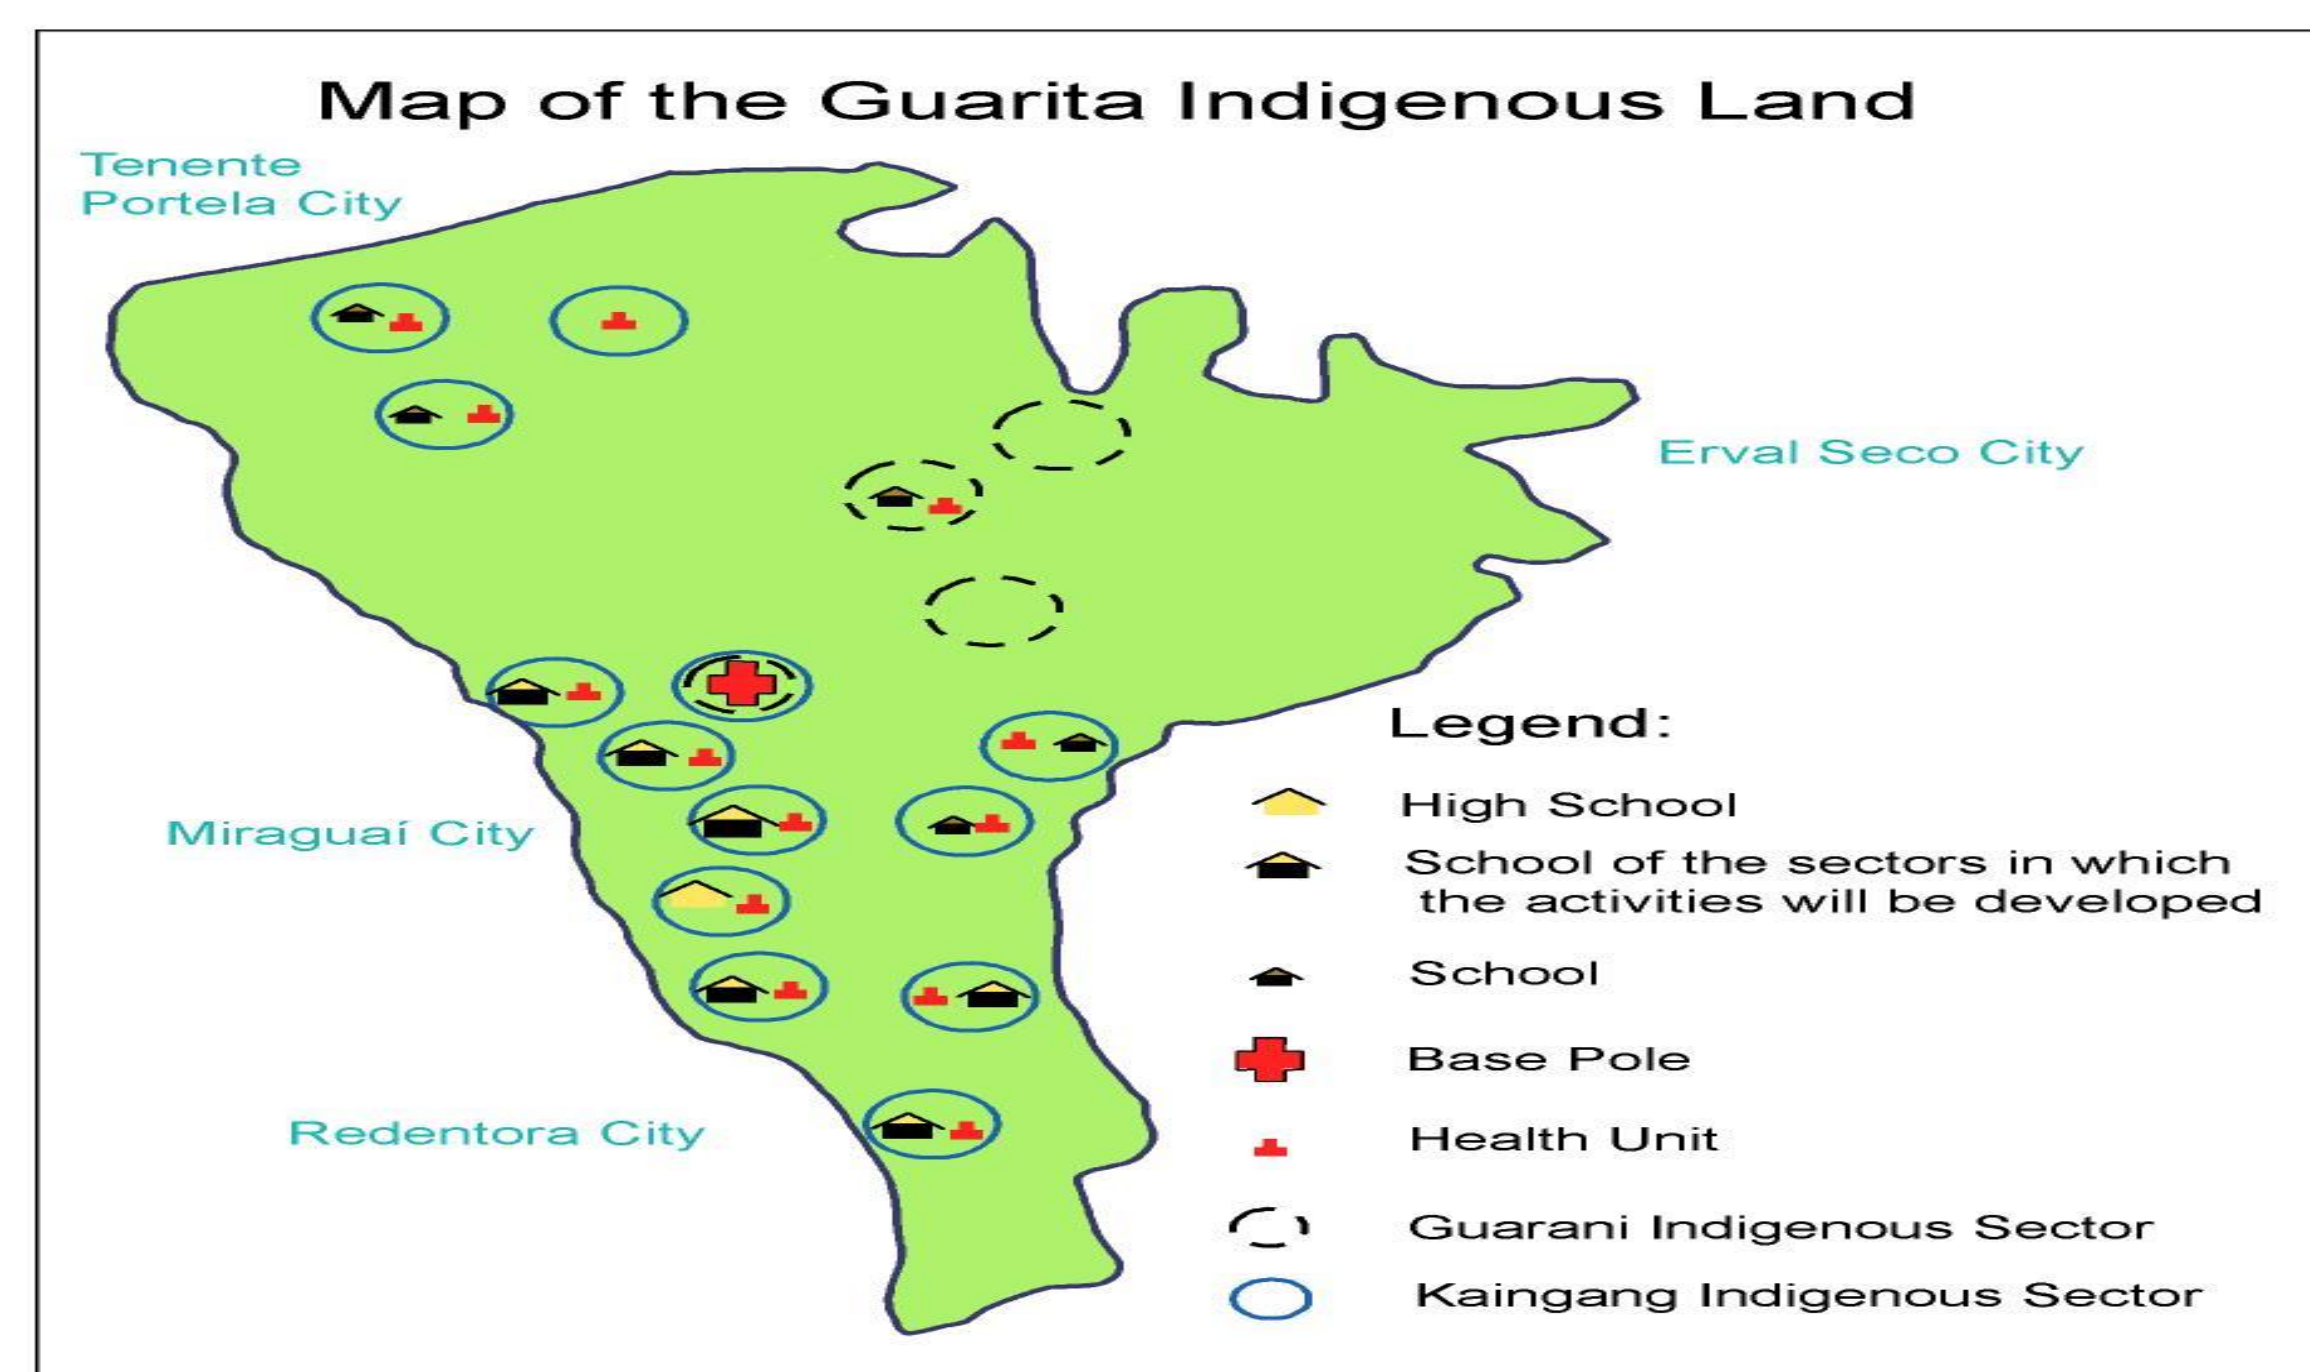 Map of the Guarita Indigenous Land
Tenente
Portela City
Erval Seco City
Miraguaí City
Redentora City
Legend:
High School
School of the sectors in which
the activities will be developed
School
Base Pole
Health Unit
Guarani Indigenous Sector
Kaingang Indigenous Sector